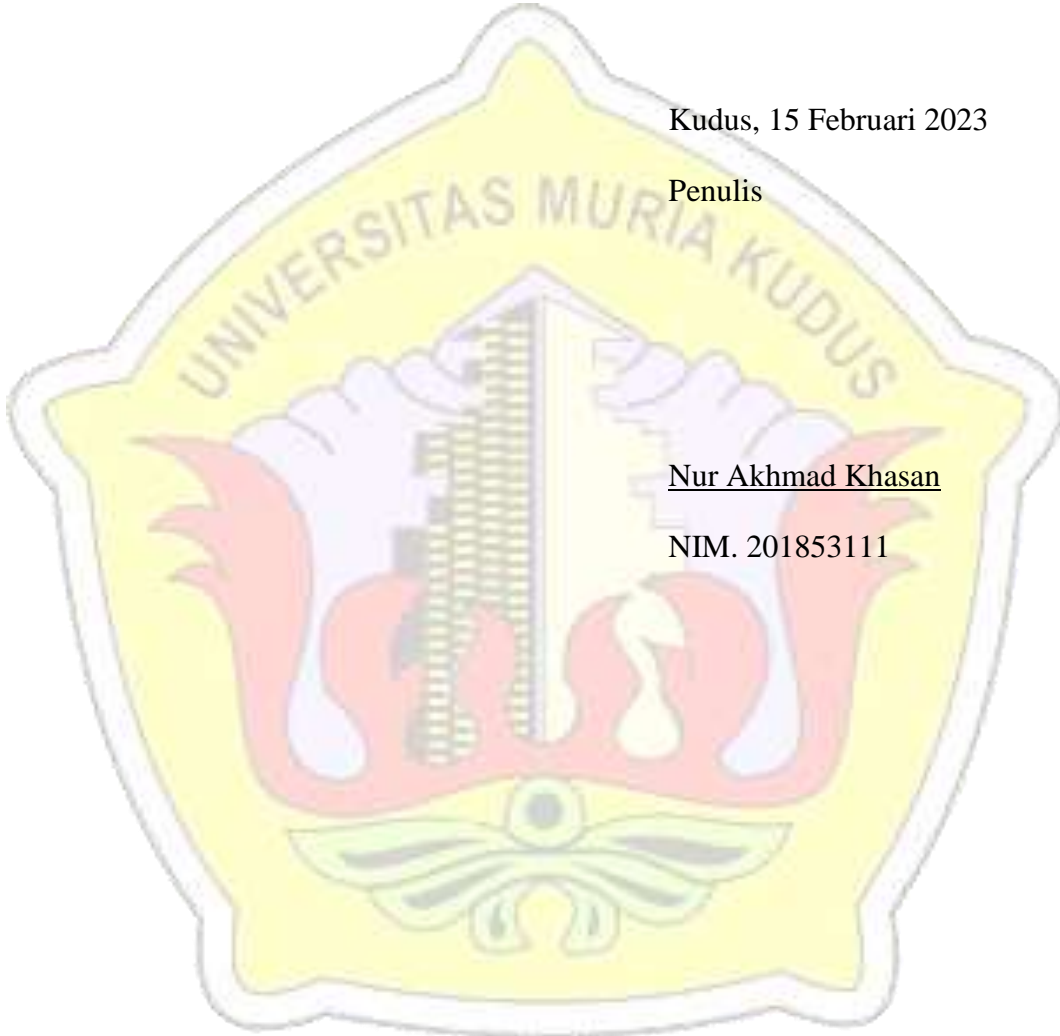 Kudus, 15 Februari 2023
Penulis
UNIVERSITAS MURIA KUDUS
Nur Akhmad Khasan
NIM. 201853111